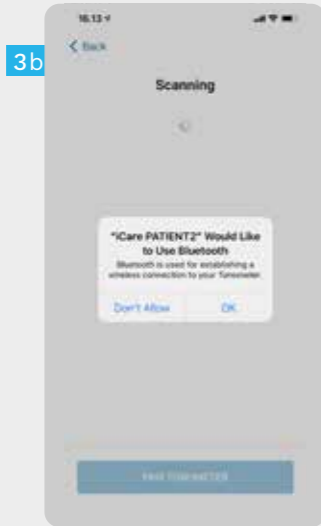 3b
16.13
Back
Scanning
"iCare PATIENT2" Would Like
to Use Bluetooth
Bluetooth is used for establishing a
wireless connection to your Tonometer.
Don't Allow
OK
PAIR TONOMETER